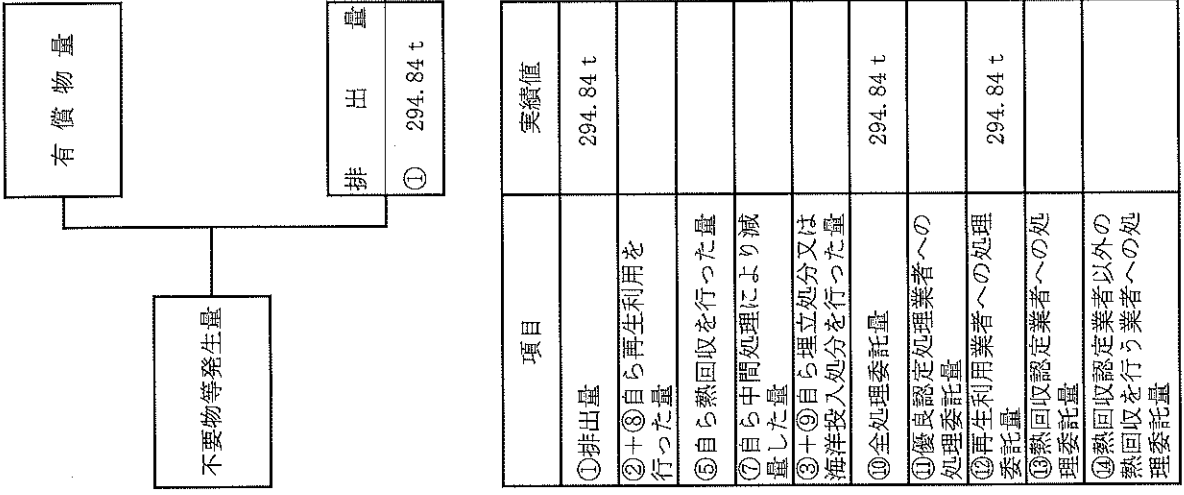 不要物等発生量
有償物量
排出量
① 294.84 t
項目 実績値
①排出量 294.84 t
②+⑧自ら再生利用を
行った量
⑤自ら熱回収を行った量
⑦自ら中間処理により減
量した量
③+⑨自ら埋立処分又は
海洋投入処分を行った量
⑩全処理委託量 294.84 t
⑪優良認定処理業者への
処理委託量
⑫再生利用業者への処理
委託量 294.84 t
⑬熱回収認定業者への処
理委託量
⑭熱回収認定業者以外の
熱回収を行う業者への処
理委託量